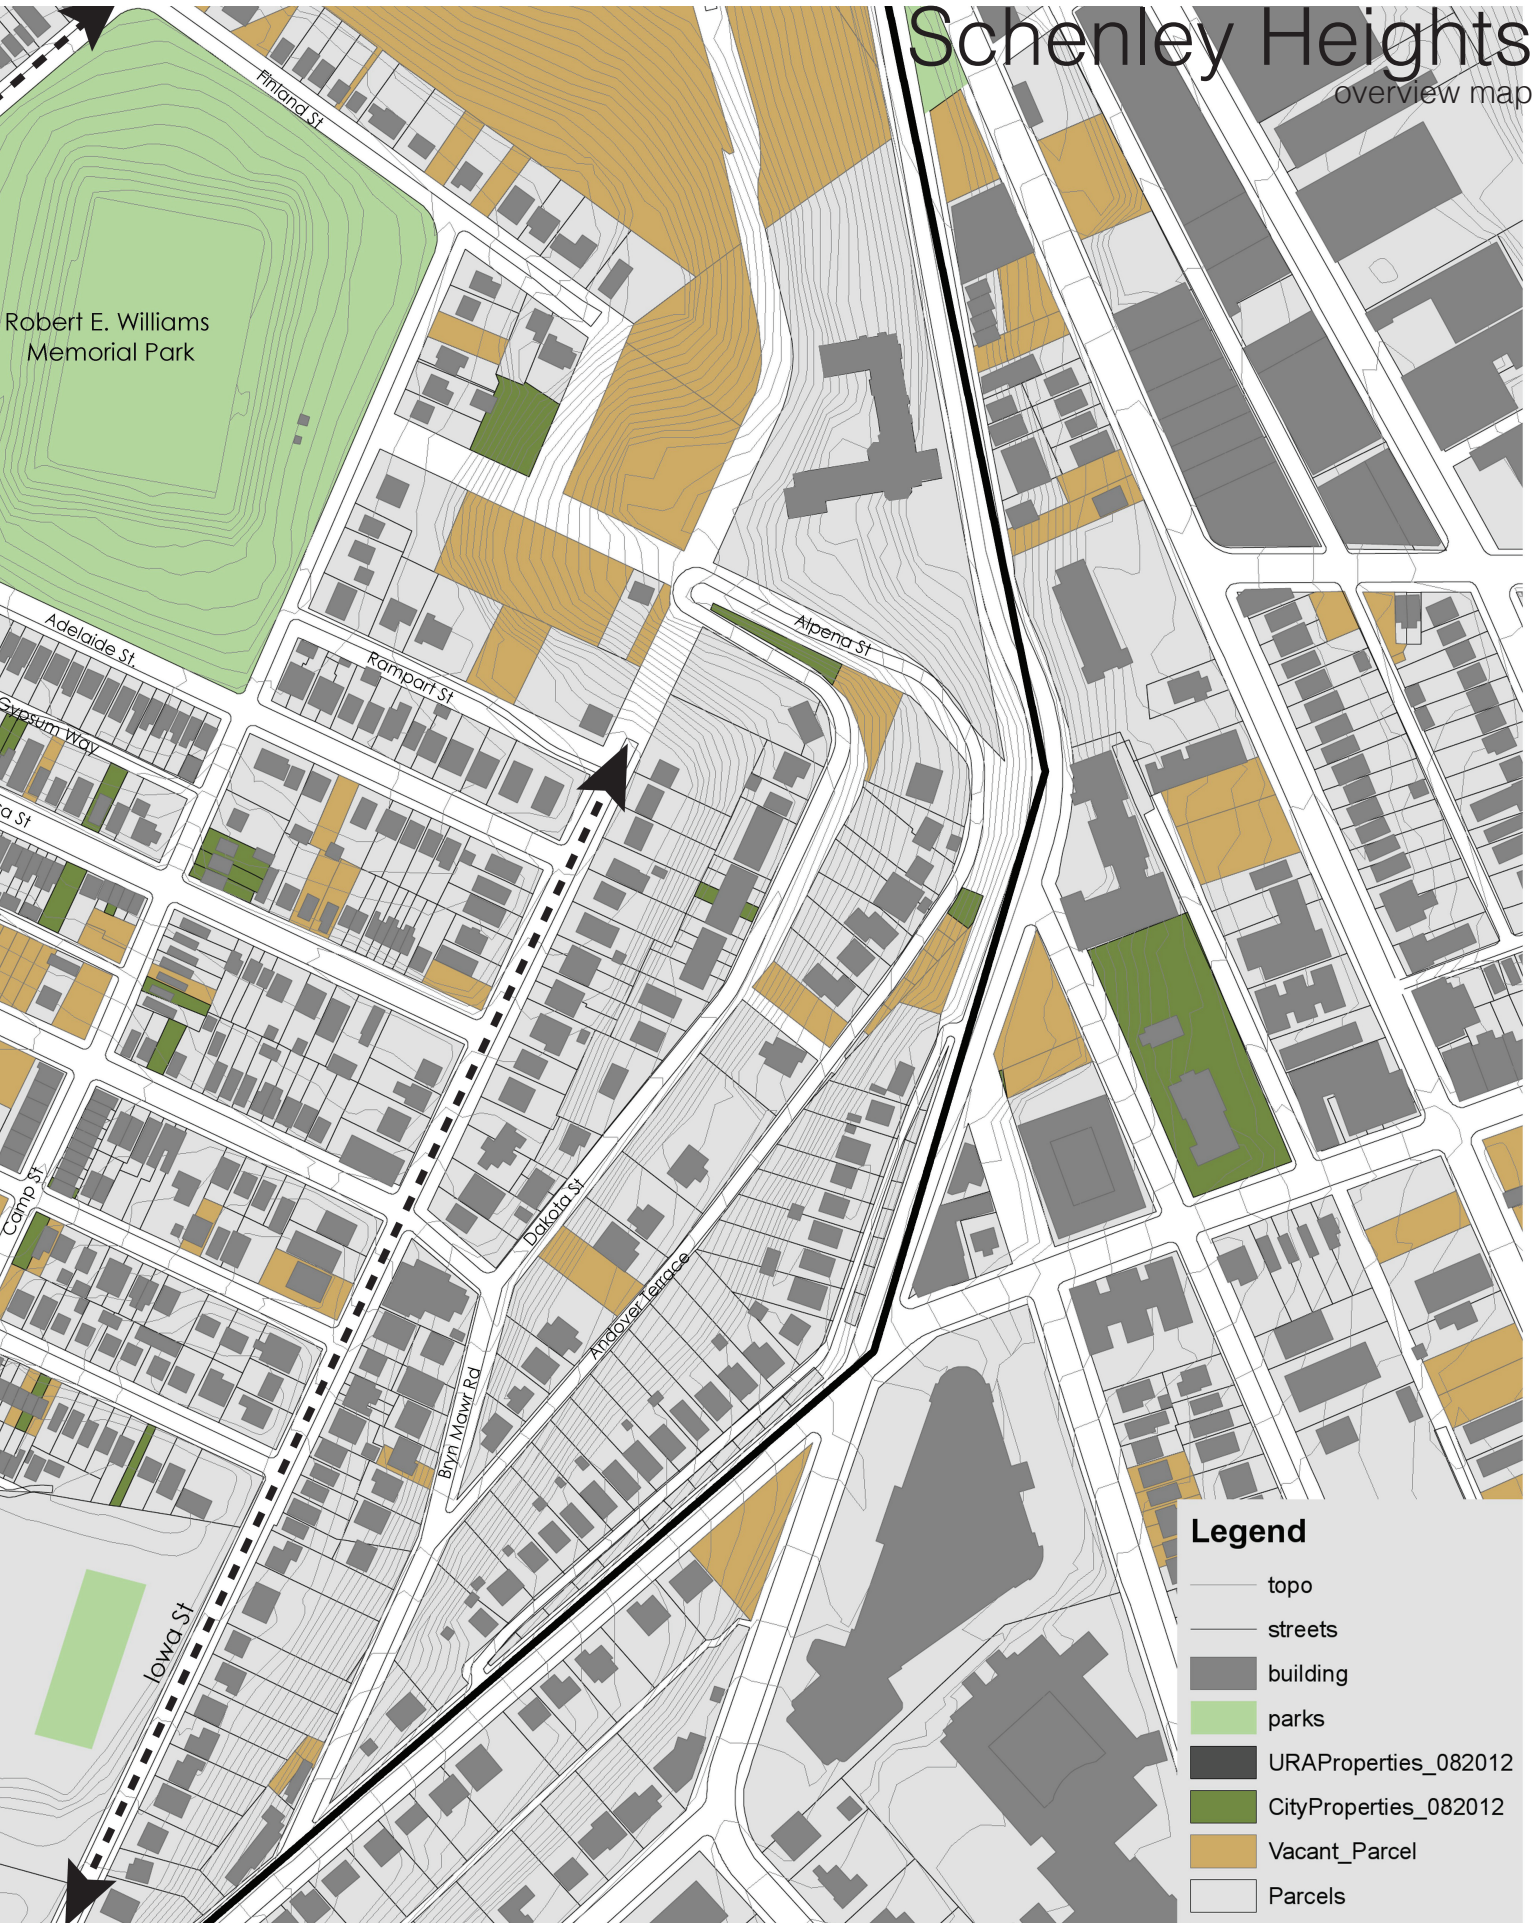 Schenley Heights
overview map
Finland St
Robert E. Williams
Memorial Park
Adelaide St.
Alpena St
Rampart St
Gypsum Way
a St
Camp St
Dakota St
Andover Terrace
Bryn Mawr Rd
Iowa St
Legend
topo
streets
building
parks
URAProperties_082012
CityProperties_082012
Vacant_Parcel
Parcels